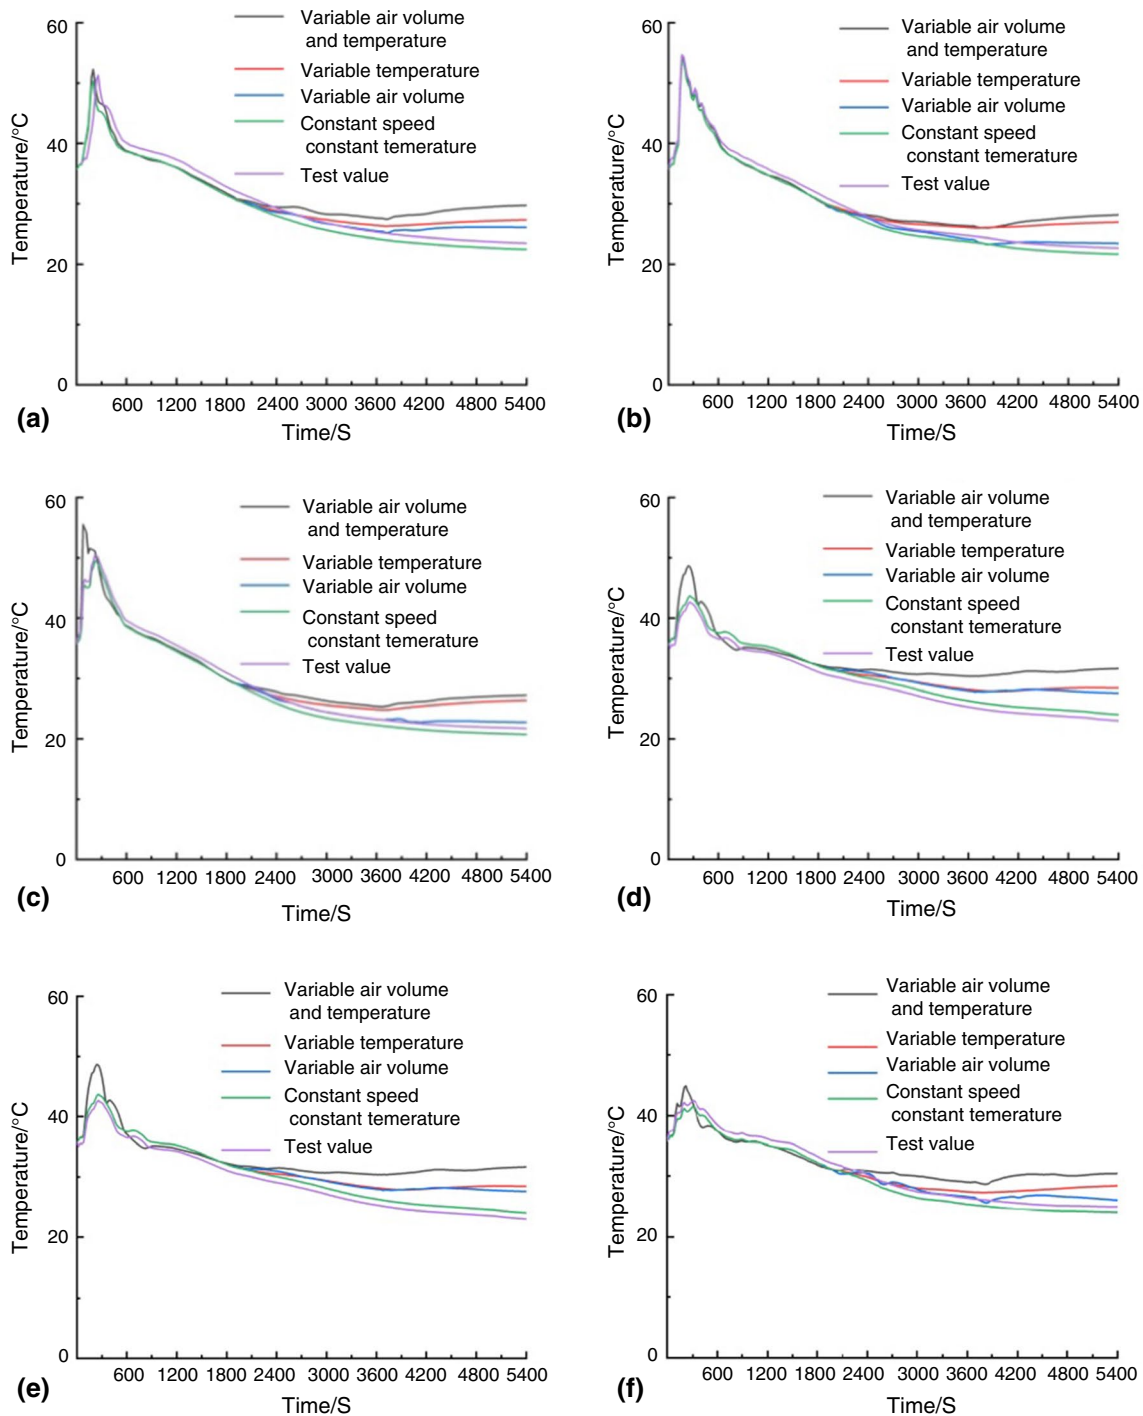 60
40
20
0
Temperature/°C
Variable air volume
and temperature
Variable temperature
Variable air volume
Constant speed
constant temerature
Test value
600 1200 1800 2400 3000 3600 4200 4800 5400
Time/S
(a)
60
40
20
0
Temperature/°C
Variable air volume
and temperature
Variable temperature
Variable air volume
Constant speed
constant temerature
Test value
600 1200 1800 2400 3000 3600 4200 4800 5400
Time/S
(b)
60
40
20
0
Temperature/°C
Variable air volume
and temperature
Variable temperature
Variable air volume
Constant speed
constant temerature
Test value
600 1200 1800 2400 3000 3600 4200 4800 5400
Time/S
(c)
60
40
20
0
Temperature/°C
Variable air volume
and temperature
Variable temperature
Variable air volume
Constant speed
constant temerature
Test value
600 1200 1800 2400 3000 3600 4200 4800 5400
Time/S
(d)
60
40
20
0
Temperature/°C
Variable air volume
and temperature
Variable temperature
Variable air volume
Constant speed
constant temerature
Test value
600 1200 1800 2400 3000 3600 4200 4800 5400
Time/S
(e)
60
40
20
0
Temperature/°C
Variable air volume
and temperature
Variable temperature
Variable air volume
Constant speed
constant temerature
Test value
600 1200 1800 2400 3000 3600 4200 4800 5400
Time/S
(f)